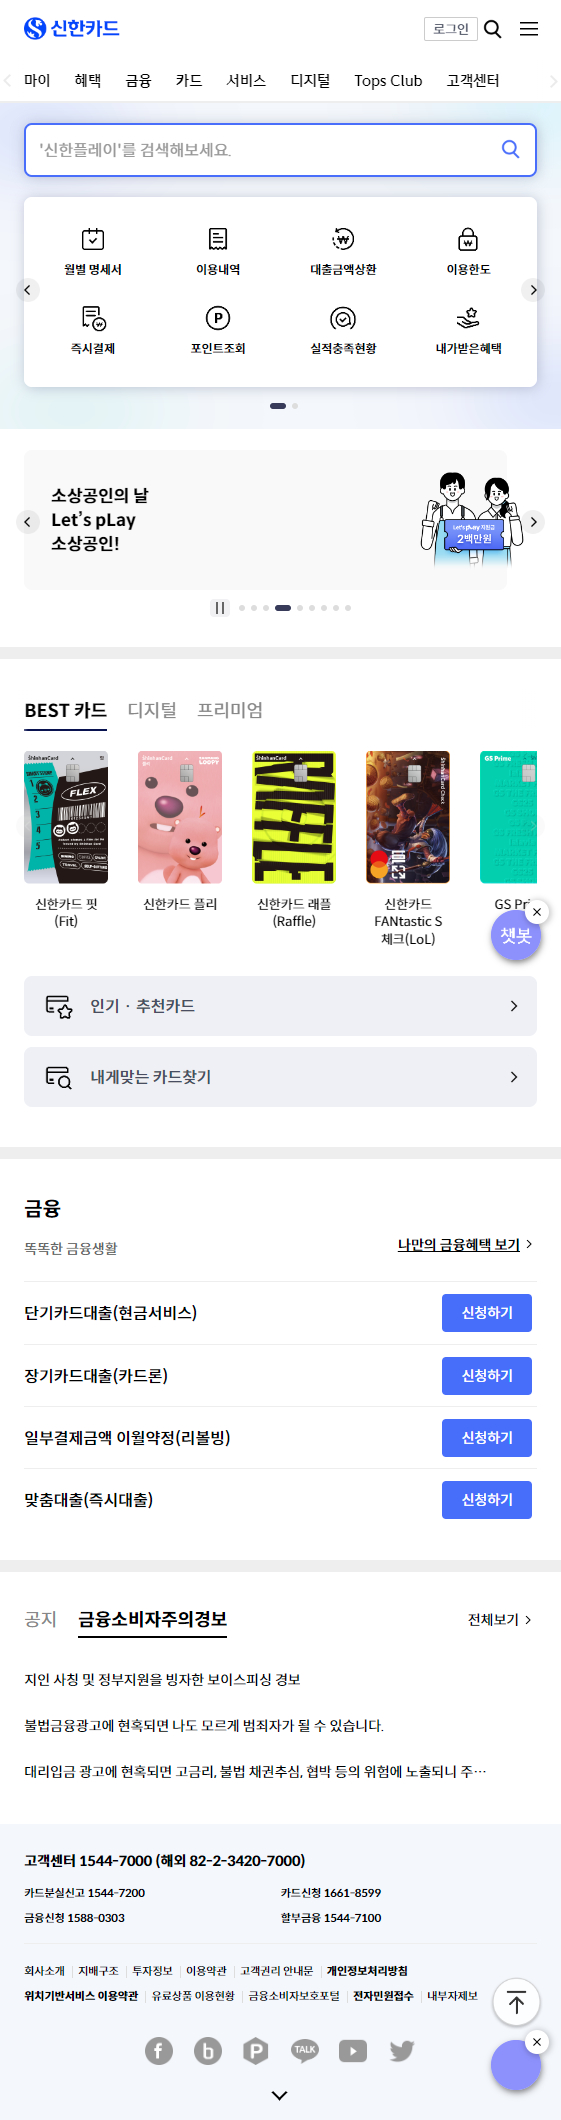 신한카드
로그인
마이 혜택 금융 카드 서비스 디지털 Tops Club 고객센터
'신한플레이'를 검색해보세요.
월별 명세서 이용내역 대출금액상환 이용한도
즉시결제 포인트조회 실적충족현황 내가받은혜택
소상공인의 날
Let's pLay
소상공인!
Let's pLay 지원금
2백만원
BEST 카드 디지털 프리미엄
ShinhanCard
FLEX
1
2
3
4
5
ShinhanCard
LOOPY
ShinhanCard
Shinhan Card Check
GS Prime
신한카드 핏
(Fit)
신한카드 플리
신한카드 래플
(Raffle)
신한카드
FANtastic S
체크(LoL)
GS Pri
챗봇
인기 · 추천카드
내게맞는 카드찾기
금융
똑똑한 금융생활
나만의 금융혜택 보기
단기카드대출(현금서비스) 신청하기
장기카드대출(카드론) 신청하기
일부결제금액 이월약정(리볼빙) 신청하기
맞춤대출(즉시대출) 신청하기
공지 금융소비자주의경보 전체보기
지인 사칭 및 정부지원을 빙자한 보이스피싱 경보
불법금융광고에 현혹되면 나도 모르게 범죄자가 될 수 있습니다.
대리입금 광고에 현혹되면 고금리, 불법 채권추심, 협박 등의 위험에 노출되니 주…
고객센터 1544-7000 (해외 82-2-3420-7000)
카드분실신고 1544-7200 카드신청 1661-8599
금융신청 1588-0303 할부금융 1544-7100
회사소개 지배구조 투자정보 이용약관 고객권리 안내문 개인정보처리방침
위치기반서비스 이용약관 유료상품 이용현황 금융소비자보호포털 전자민원접수 내부자제보
TALK